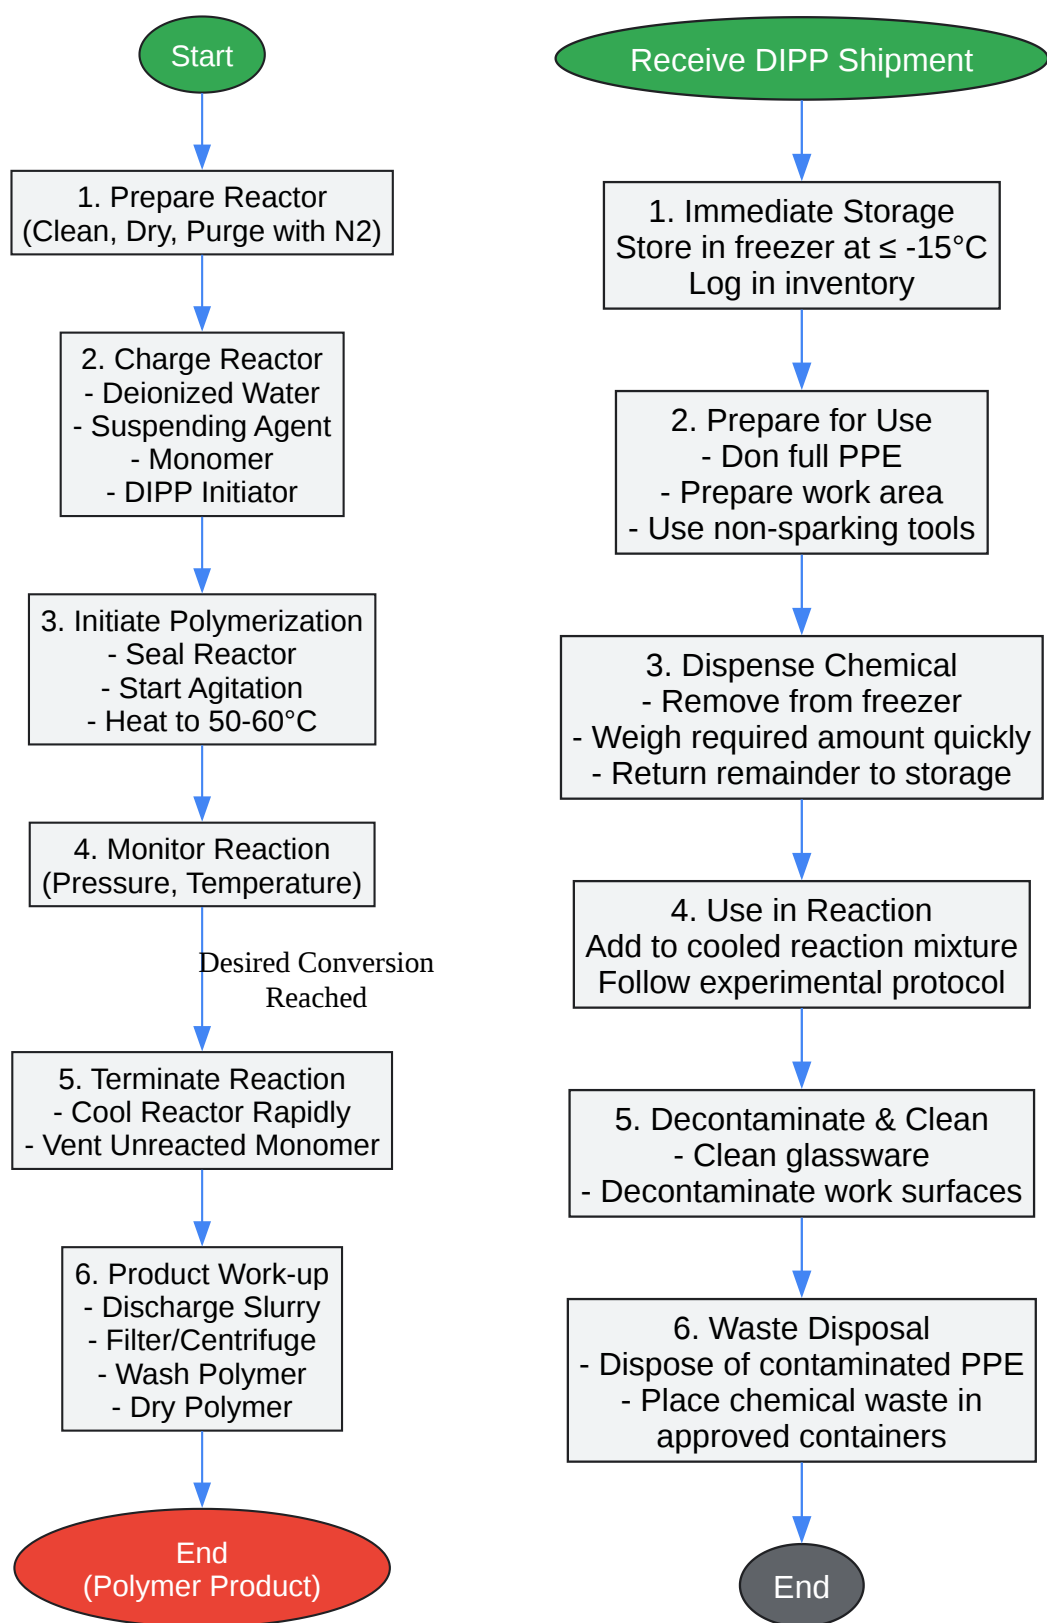 Start
1. Prepare Reactor
(Clean, Dry, Purge with N2)
2. Charge Reactor
- Deionized Water
- Suspending Agent
- Monomer
- DIPP Initiator
3. Initiate Polymerization
- Seal Reactor
- Start Agitation
- Heat to 50-60°C
4. Monitor Reaction
(Pressure, Temperature)
Desired Conversion
Reached
5. Terminate Reaction
- Cool Reactor Rapidly
- Vent Unreacted Monomer
6. Product Work-up
- Discharge Slurry
- Filter/Centrifuge
- Wash Polymer
- Dry Polymer
End
(Polymer Product)
Receive DIPP Shipment
1. Immediate Storage
Store in freezer at ≤ -15°C
Log in inventory
2. Prepare for Use
- Don full PPE
- Prepare work area
- Use non-sparking tools
3. Dispense Chemical
- Remove from freezer
- Weigh required amount quickly
- Return remainder to storage
4. Use in Reaction
Add to cooled reaction mixture
Follow experimental protocol
5. Decontaminate & Clean
- Clean glassware
- Decontaminate work surfaces
6. Waste Disposal
- Dispose of contaminated PPE
- Place chemical waste in
approved containers
End